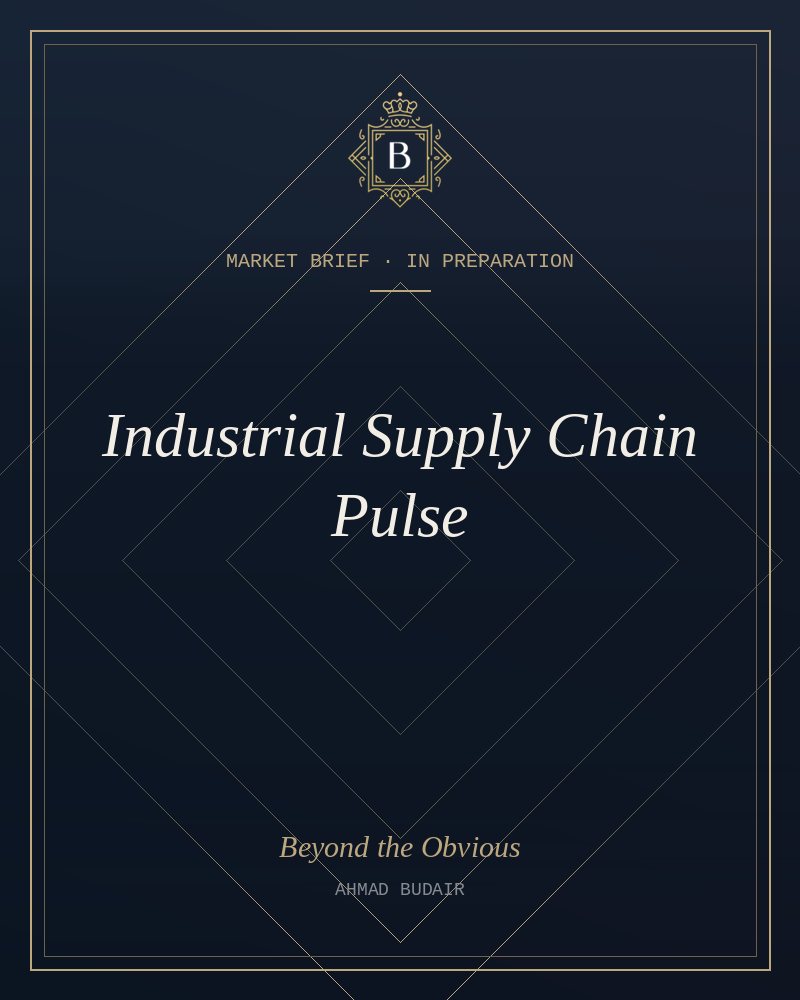 B
MARKET BRIEF · IN PREPARATION
Industrial Supply Chain
Pulse
Beyond the Obvious
AHMAD BUDAIR